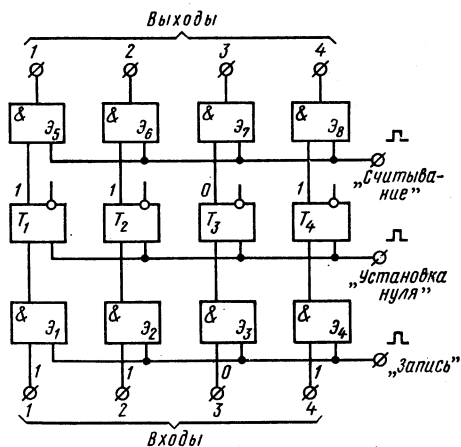 Выходы
1 2 3 4
& Э5 & Э6 & Э7 & Э8
„Считыва-
ние"
1 1 0 1
T1 T2 T3 T4
„Установка
нуля"
& Э1 & Э2 & Э3 & Э4
„Запись"
1 1 0 1
1 2 3 4
Входы